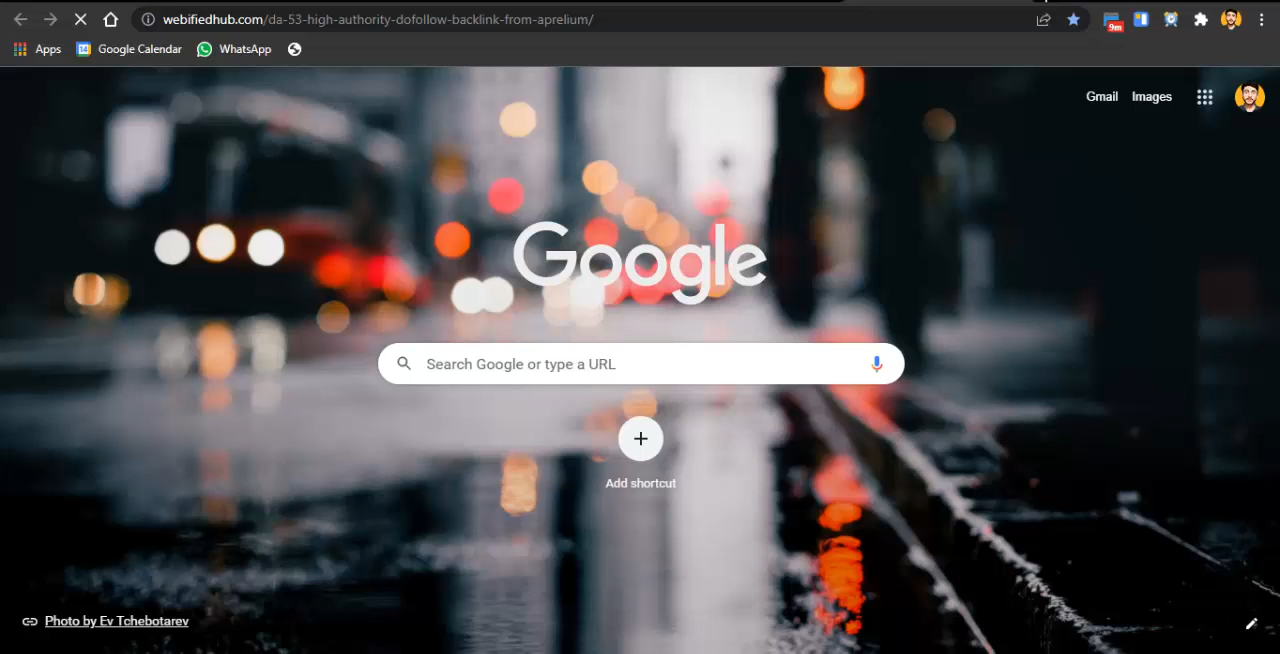 webifiedhub.com/da-53-high-authority-dofollow-backlink-from-aprelium/
9m
Apps
Google Calendar
WhatsApp
Gmail
Images
Google
Search Google or type a URL
Add shortcut
Photo by Ev Tchebotarev